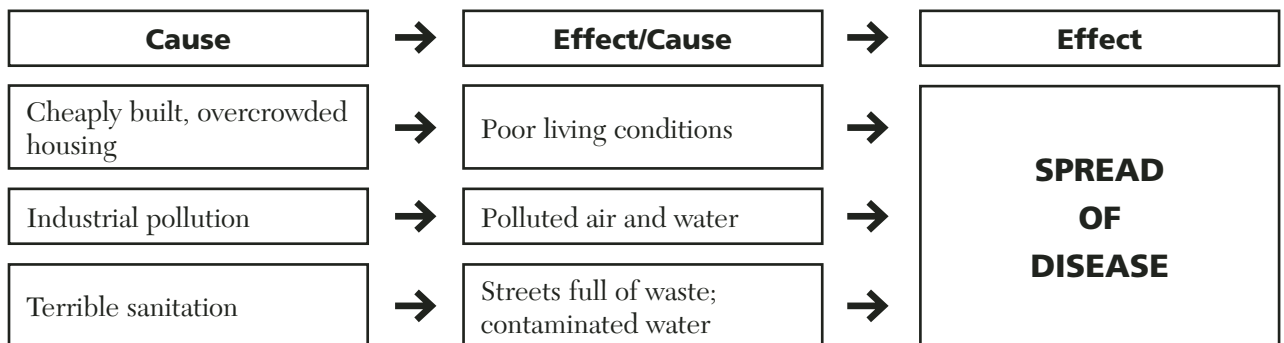 Cause
Effect/Cause
Effect
Cheaply built, overcrowded
housing
Poor living conditions
Industrial pollution
Polluted air and water
Terrible sanitation
Streets full of waste;
contaminated water
SPREAD
OF
DISEASE